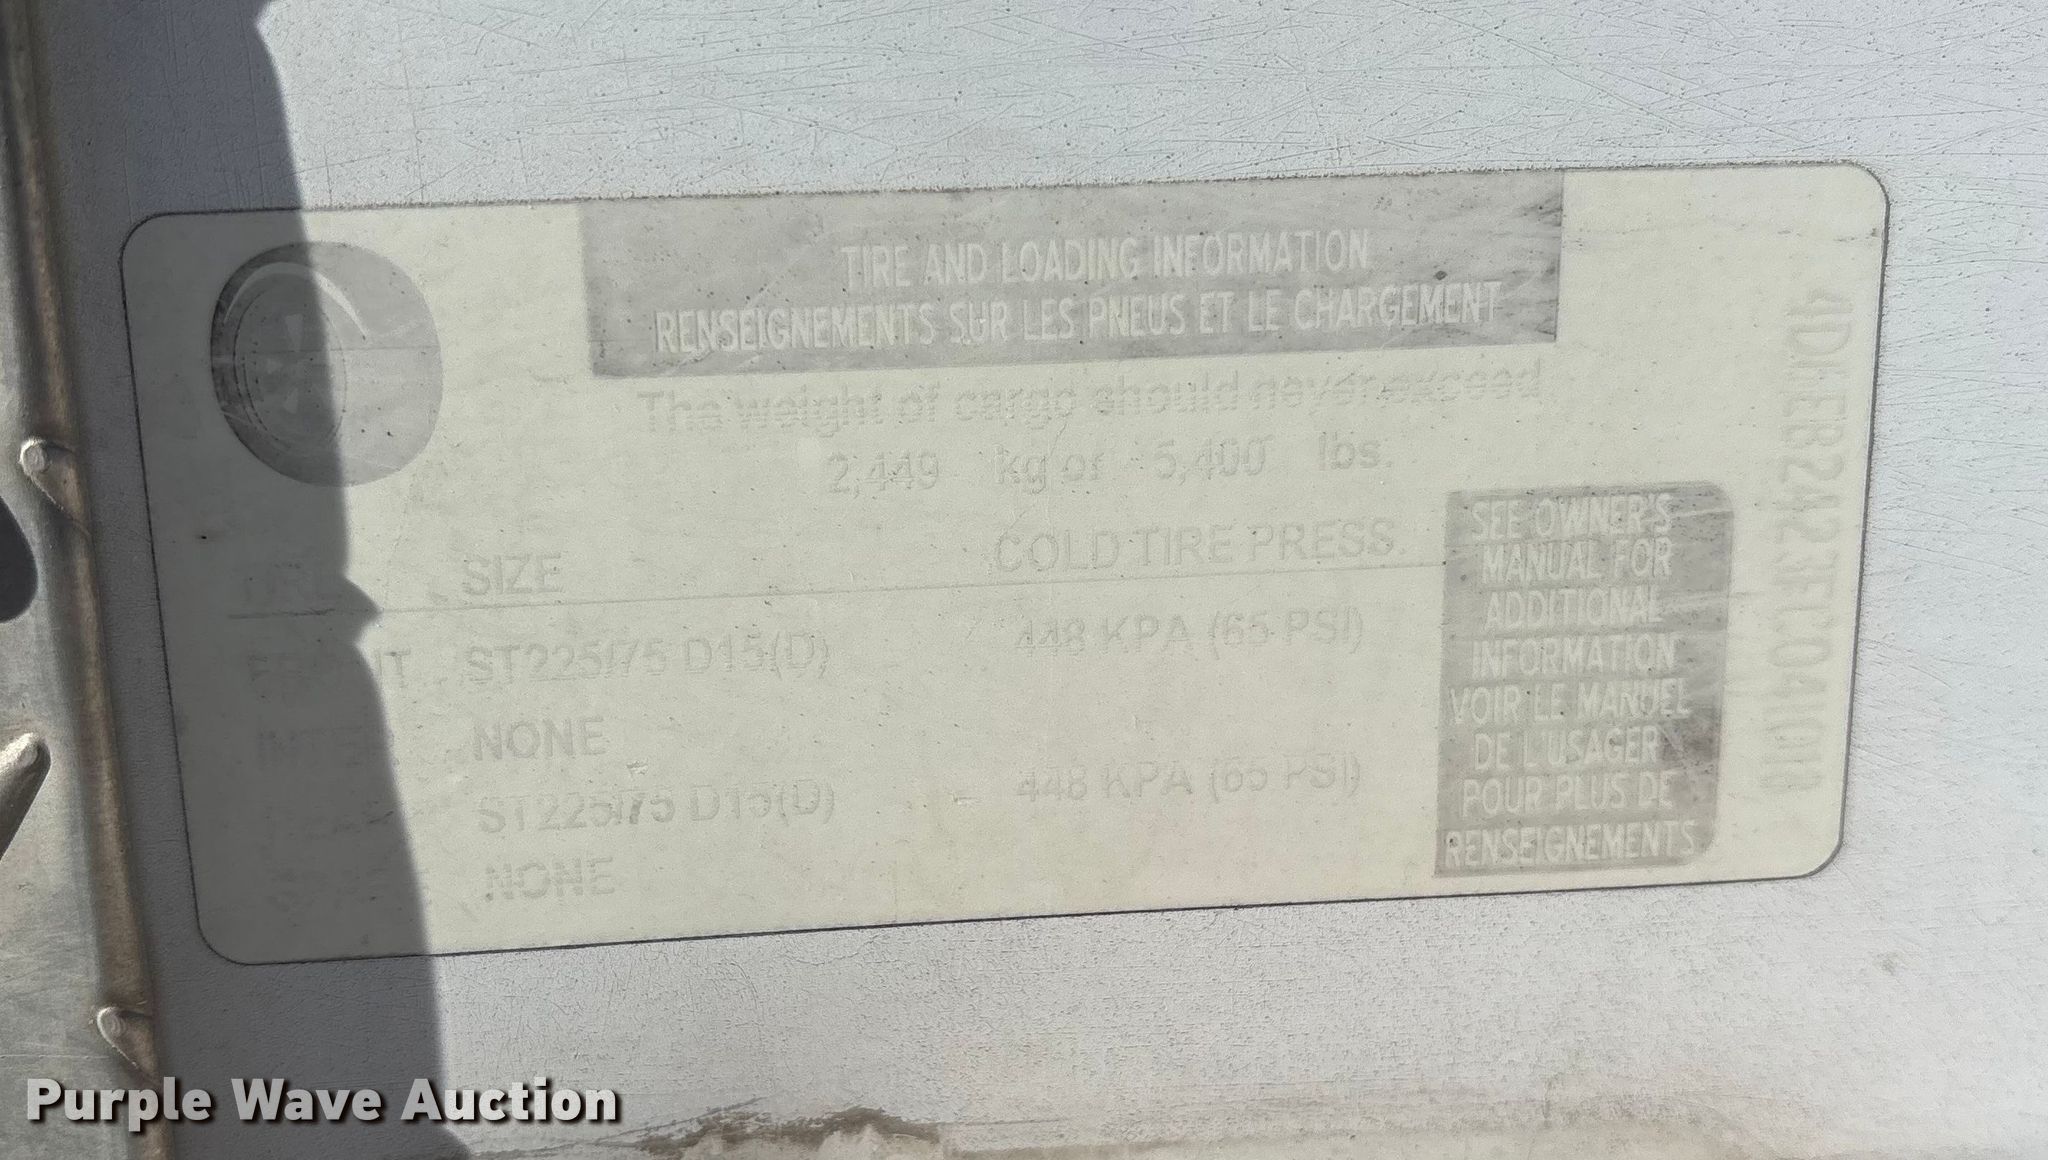 TIRE AND LOADING INFORMATION
RENSEIGNEMENTS SUR LES PNEUS ET LE CHARGEMENT
The weight of cargo should never exceed
2,449 kg or 5,400 lbs.
SIZE COLD TIRE PRESS.
ST225/75 D15(D) 448 KPA (65 PSI)
NONE
ST225/75 D15(D) 448 KPA (65 PSI)
NONE
SEE OWNER'S
MANUAL FOR
ADDITIONAL
INFORMATION
VOIR LE MANUEL
DE L'USAGER
POUR PLUS DE
RENSEIGNEMENTS
Purple Wave Auction